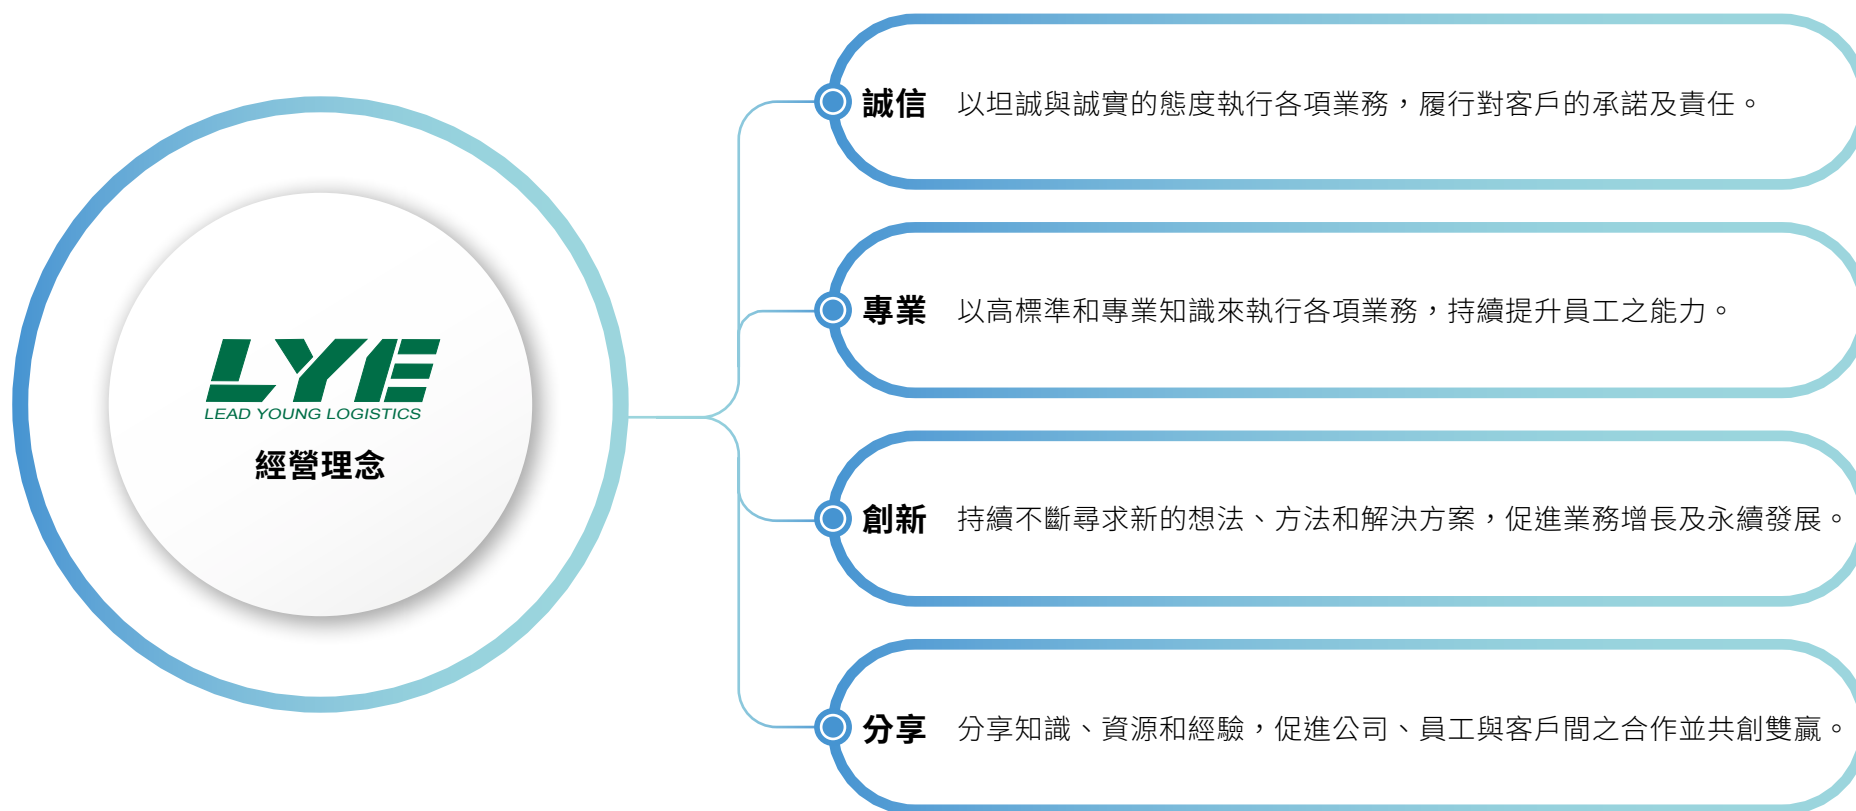 LYE
LEAD YOUNG LOGISTICS
經營理念
誠信 以坦誠與誠實的態度執行各項業務，履行對客戶的承諾及責任。
專業 以高標準和專業知識來執行各項業務，持續提升員工之能力。
創新 持續不斷尋求新的想法、方法和解決方案，促進業務增長及永續發展。
分享 分享知識、資源和經驗，促進公司、員工與客戶間之合作並共創雙贏。